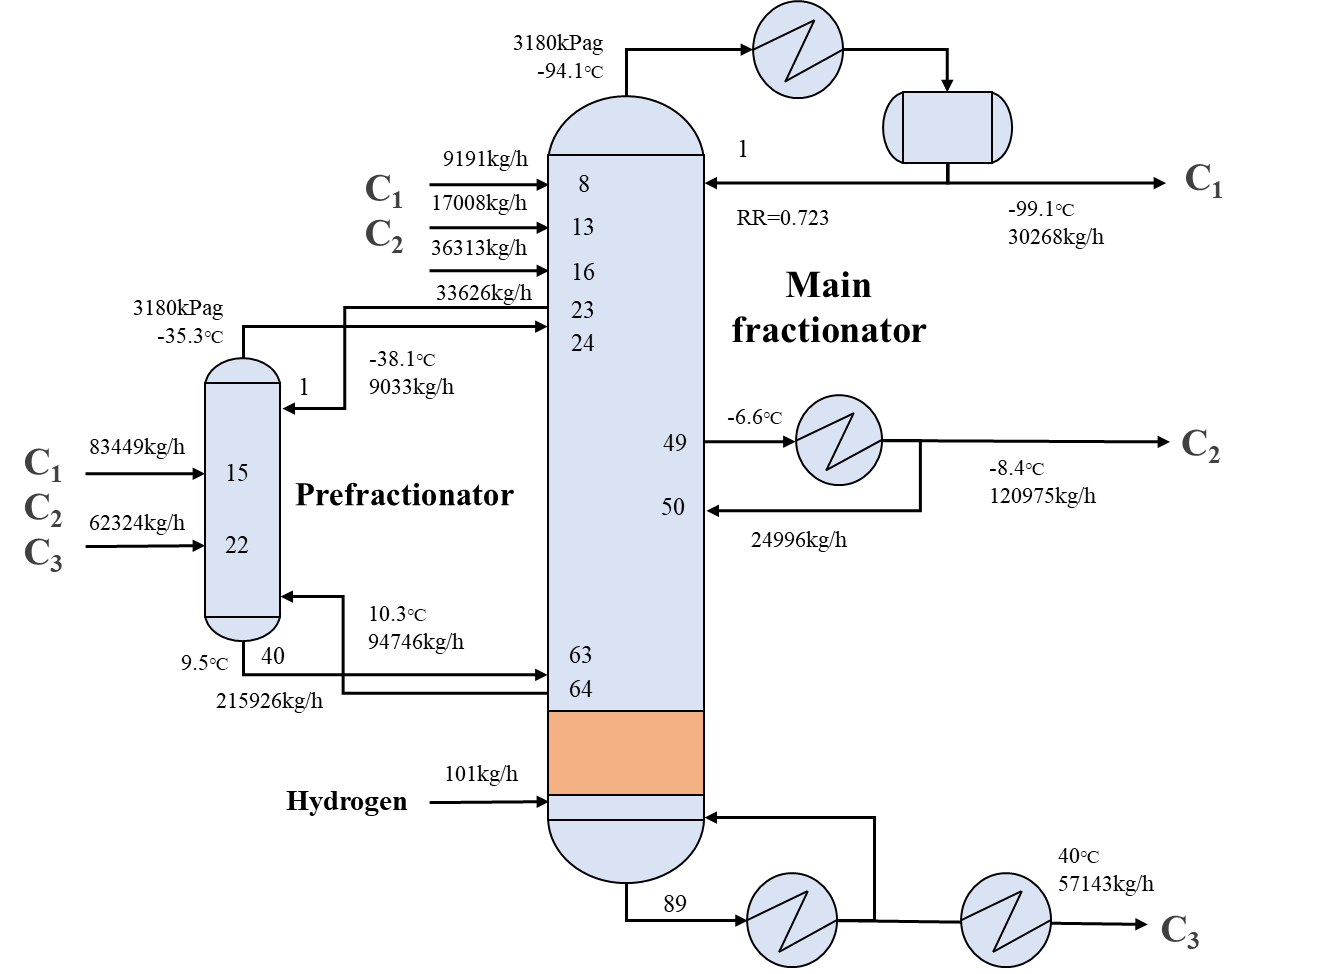 3180kPag
-94.1℃
1
9191kg/h
8
C1
17008kg/h
13
C2
36313kg/h
16
33626kg/h
23
24
RR=0.723
-99.1℃
30268kg/h
C1
Main
fractionator
3180kPag
-35.3℃
-38.1℃
9033kg/h
1
83449kg/h
C1
15
C2
62324kg/h
C3
22
Prefractionator
49
-6.6℃
C2
-8.4℃
120975kg/h
50
24996kg/h
10.3℃
94746kg/h
9.5℃
40
215926kg/h
63
64
101kg/h
Hydrogen
89
40℃
57143kg/h
C3